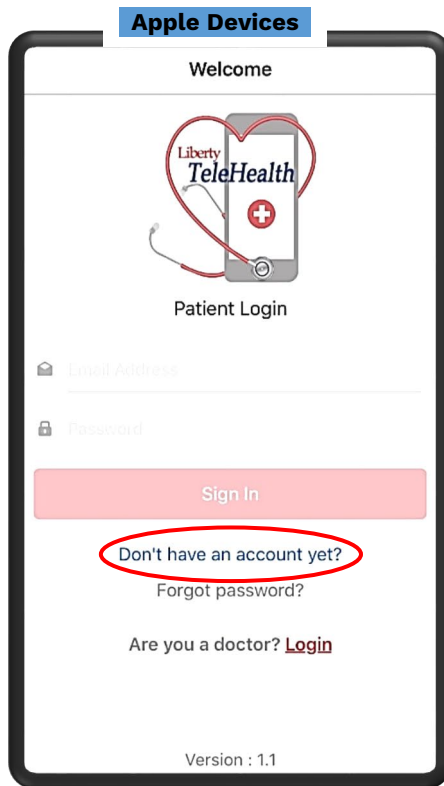 Apple Devices
Welcome
Liberty
TeleHealth
Patient Login
Email Address
Password
Sign In
Don't have an account yet?
Forgot password?
Are you a doctor? Login
Version : 1.1